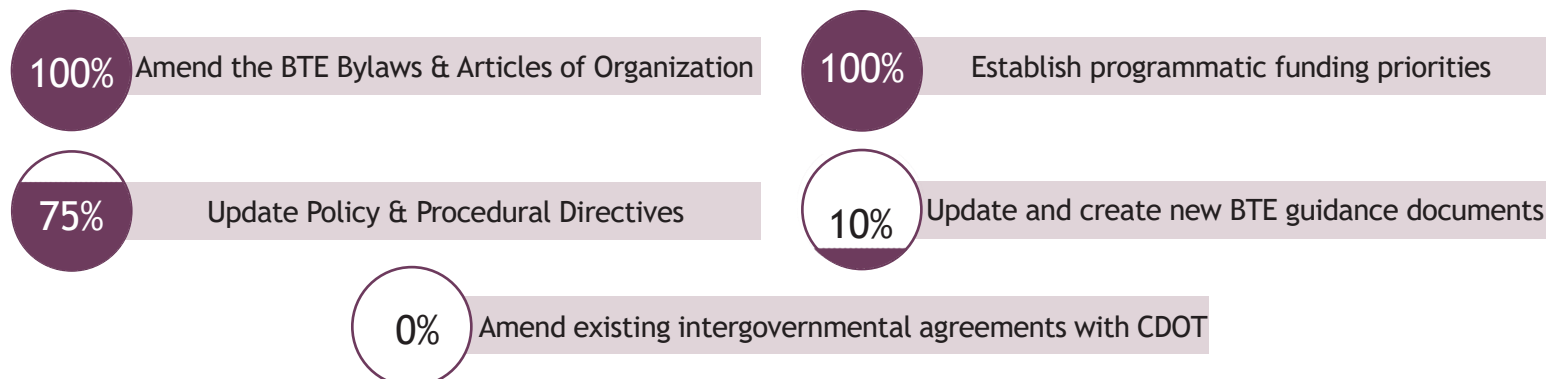 100% Amend the BTE Bylaws & Articles of Organization
100% Establish programmatic funding priorities
75% Update Policy & Procedural Directives
10% Update and create new BTE guidance documents
0% Amend existing intergovernmental agreements with CDOT